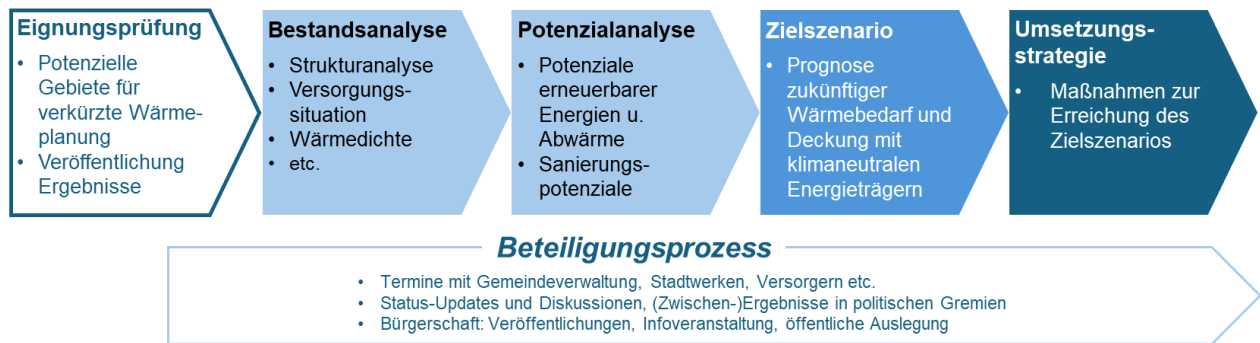 Eignungsprüfung
• Potenzielle
Gebiete für
verkürzte Wärme-
planung
• Veröffentlichung
Ergebnisse
Bestandsanalyse
• Strukturanalyse
• Versorgungs-
situation
• Wärmedichte
• etc.
Potenzialanalyse
• Potenziale
erneuerbarer
Energien u.
Abwärme
• Sanierungs-
potenziale
Zielszenario
• Prognose
zukünftiger
Wärmebedarf und
Deckung mit
klimaneutralen
Energieträgern
Umsetzungs-
strategie
• Maßnahmen zur
Erreichung des
Zielszenarios
Beteiligungsprozess
• Termine mit Gemeindeverwaltung, Stadtwerken, Versorgern etc.
• Status-Updates und Diskussionen, (Zwischen-)Ergebnisse in politischen Gremien
• Bürgerschaft: Veröffentlichungen, Infoveranstaltung, öffentliche Auslegung